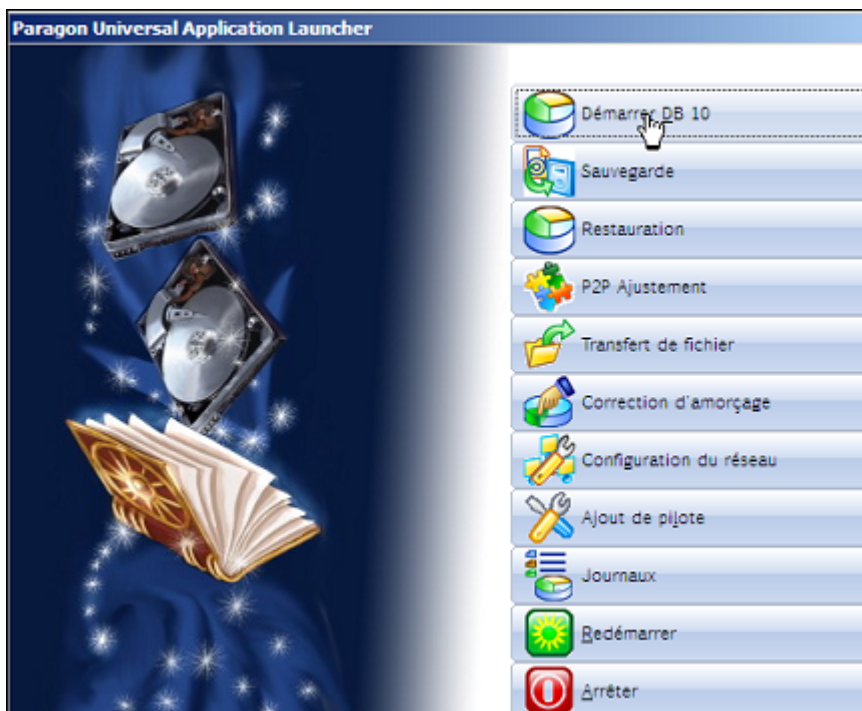 Paragon Universal Application Launcher
Démarrer DB 10
Sauvegarde
Restauration
P2P Ajustement
Transfert de fichier
Correction d'amorçage
Configuration du réseau
Ajout de pilote
Journaux
Redémarrer
Arrêter